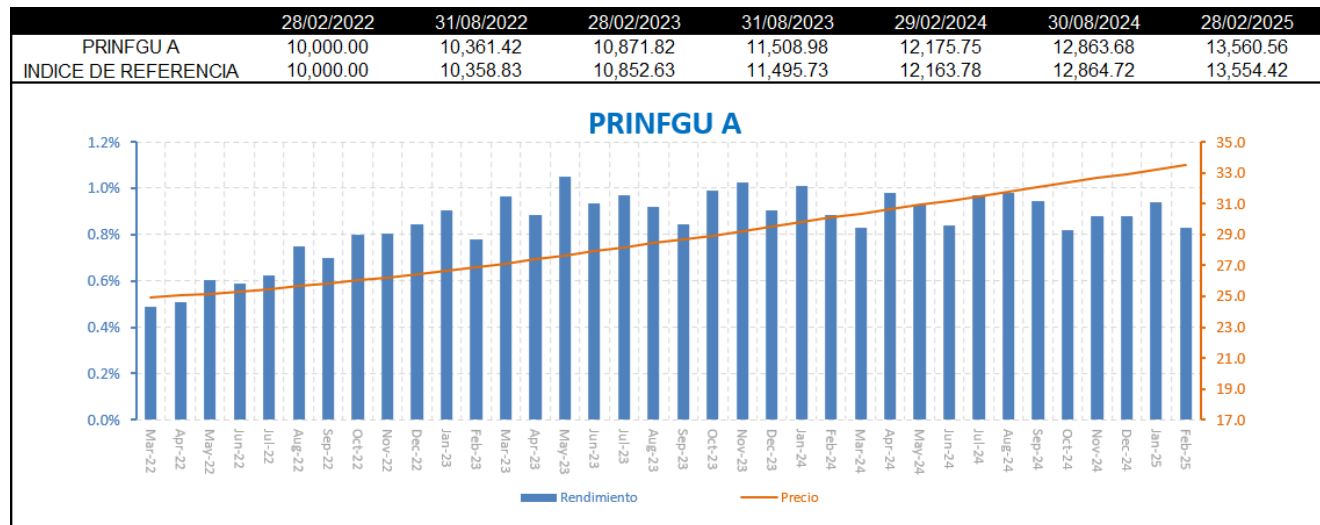 28/02/2022 31/08/2022 28/02/2023 31/08/2023 29/02/2024 30/08/2024 28/02/2025
PRINFGU A 10,000.00 10,361.42 10,871.82 11,508.98 12,175.75 12,863.68 13,560.56
INDICE DE REFERENCIA 10,000.00 10,358.83 10,852.63 11,495.73 12,163.78 12,864.72 13,554.42
PRINFGU A
1.2% 35.0
33.0
1.0% 31.0
0.8% 29.0
27.0
0.6% 25.0
0.4% 23.0
21.0
0.2% 19.0
0.0% 17.0
Mar-22 Apr-22 May-22 Jun-22 Jul-22 Aug-22 Sep-22 Oct-22 Nov-22 Dec-22 Jan-23 Feb-23 Mar-23 Apr-23 May-23 Jun-23 Jul-23 Aug-23 Sep-23 Oct-23 Nov-23 Dec-23 Jan-24 Feb-24 Mar-24 Apr-24 May-24 Jun-24 Jul-24 Aug-24 Sep-24 Oct-24 Nov-24 Dec-24 Jan-25 Feb-25
Rendimiento Precio